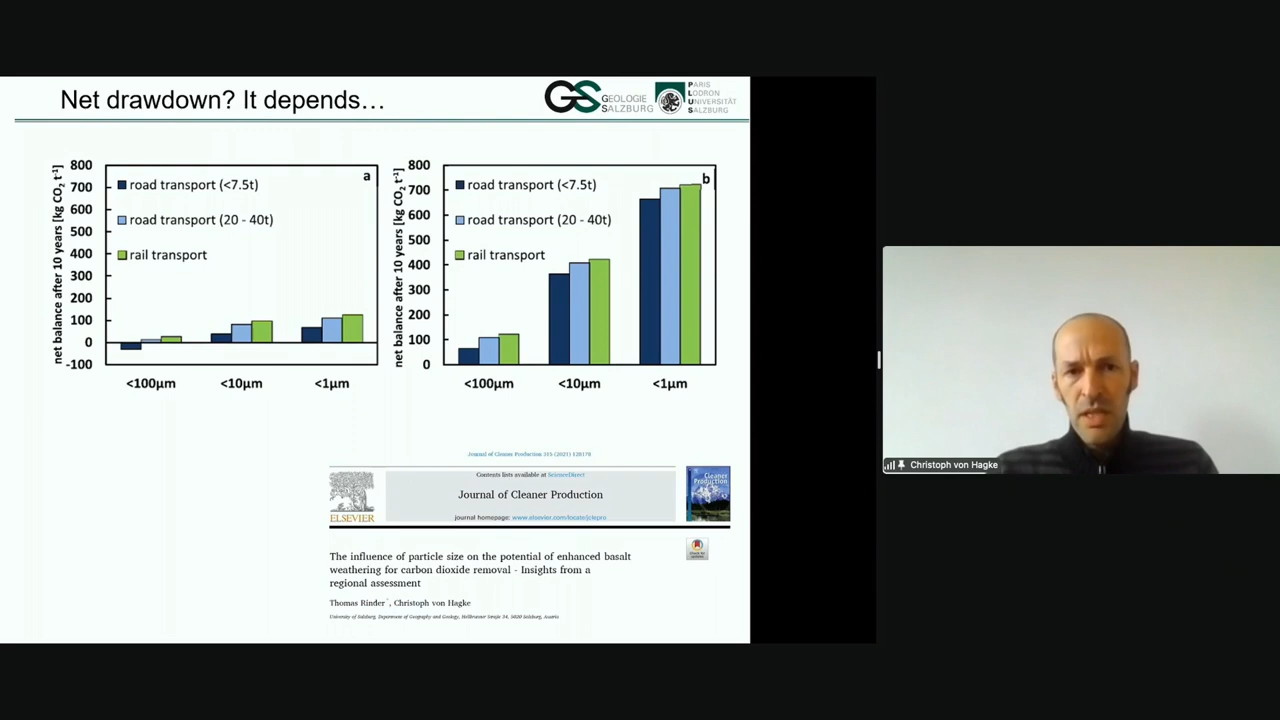 Net drawdown? It depends…
GS GEOLOGIE
SALZBURG
PARIS
LODRON
UNIVERSITÄT
SALZBURG
P
L
U
S
net balance after 10 years [kg CO2 t-1]
800
700
600
500
400
300
200
100
0
-100
a
road transport (<7.5t)
road transport (20 - 40t)
rail transport
<100µm
<10µm
<1µm
net balance after 10 years [kg CO2 t-1]
800
700
600
500
400
300
200
100
0
b
road transport (<7.5t)
road transport (20 - 40t)
rail transport
<100µm
<10µm
<1µm
Journal of Cleaner Production 315 (2021) 128178
Contents lists available at ScienceDirect
Journal of Cleaner Production
journal homepage: www.elsevier.com/locate/jclepro
ELSEVIER
Cleaner
Production
The influence of particle size on the potential of enhanced basalt
weathering for carbon dioxide removal - Insights from a
regional assessment
Thomas Rinder*, Christoph von Hagke
University of Salzburg, Department of Geography and Geology, Hellbrunner Straße 34, 5020 Salzburg, Austria
Christoph von Hagke